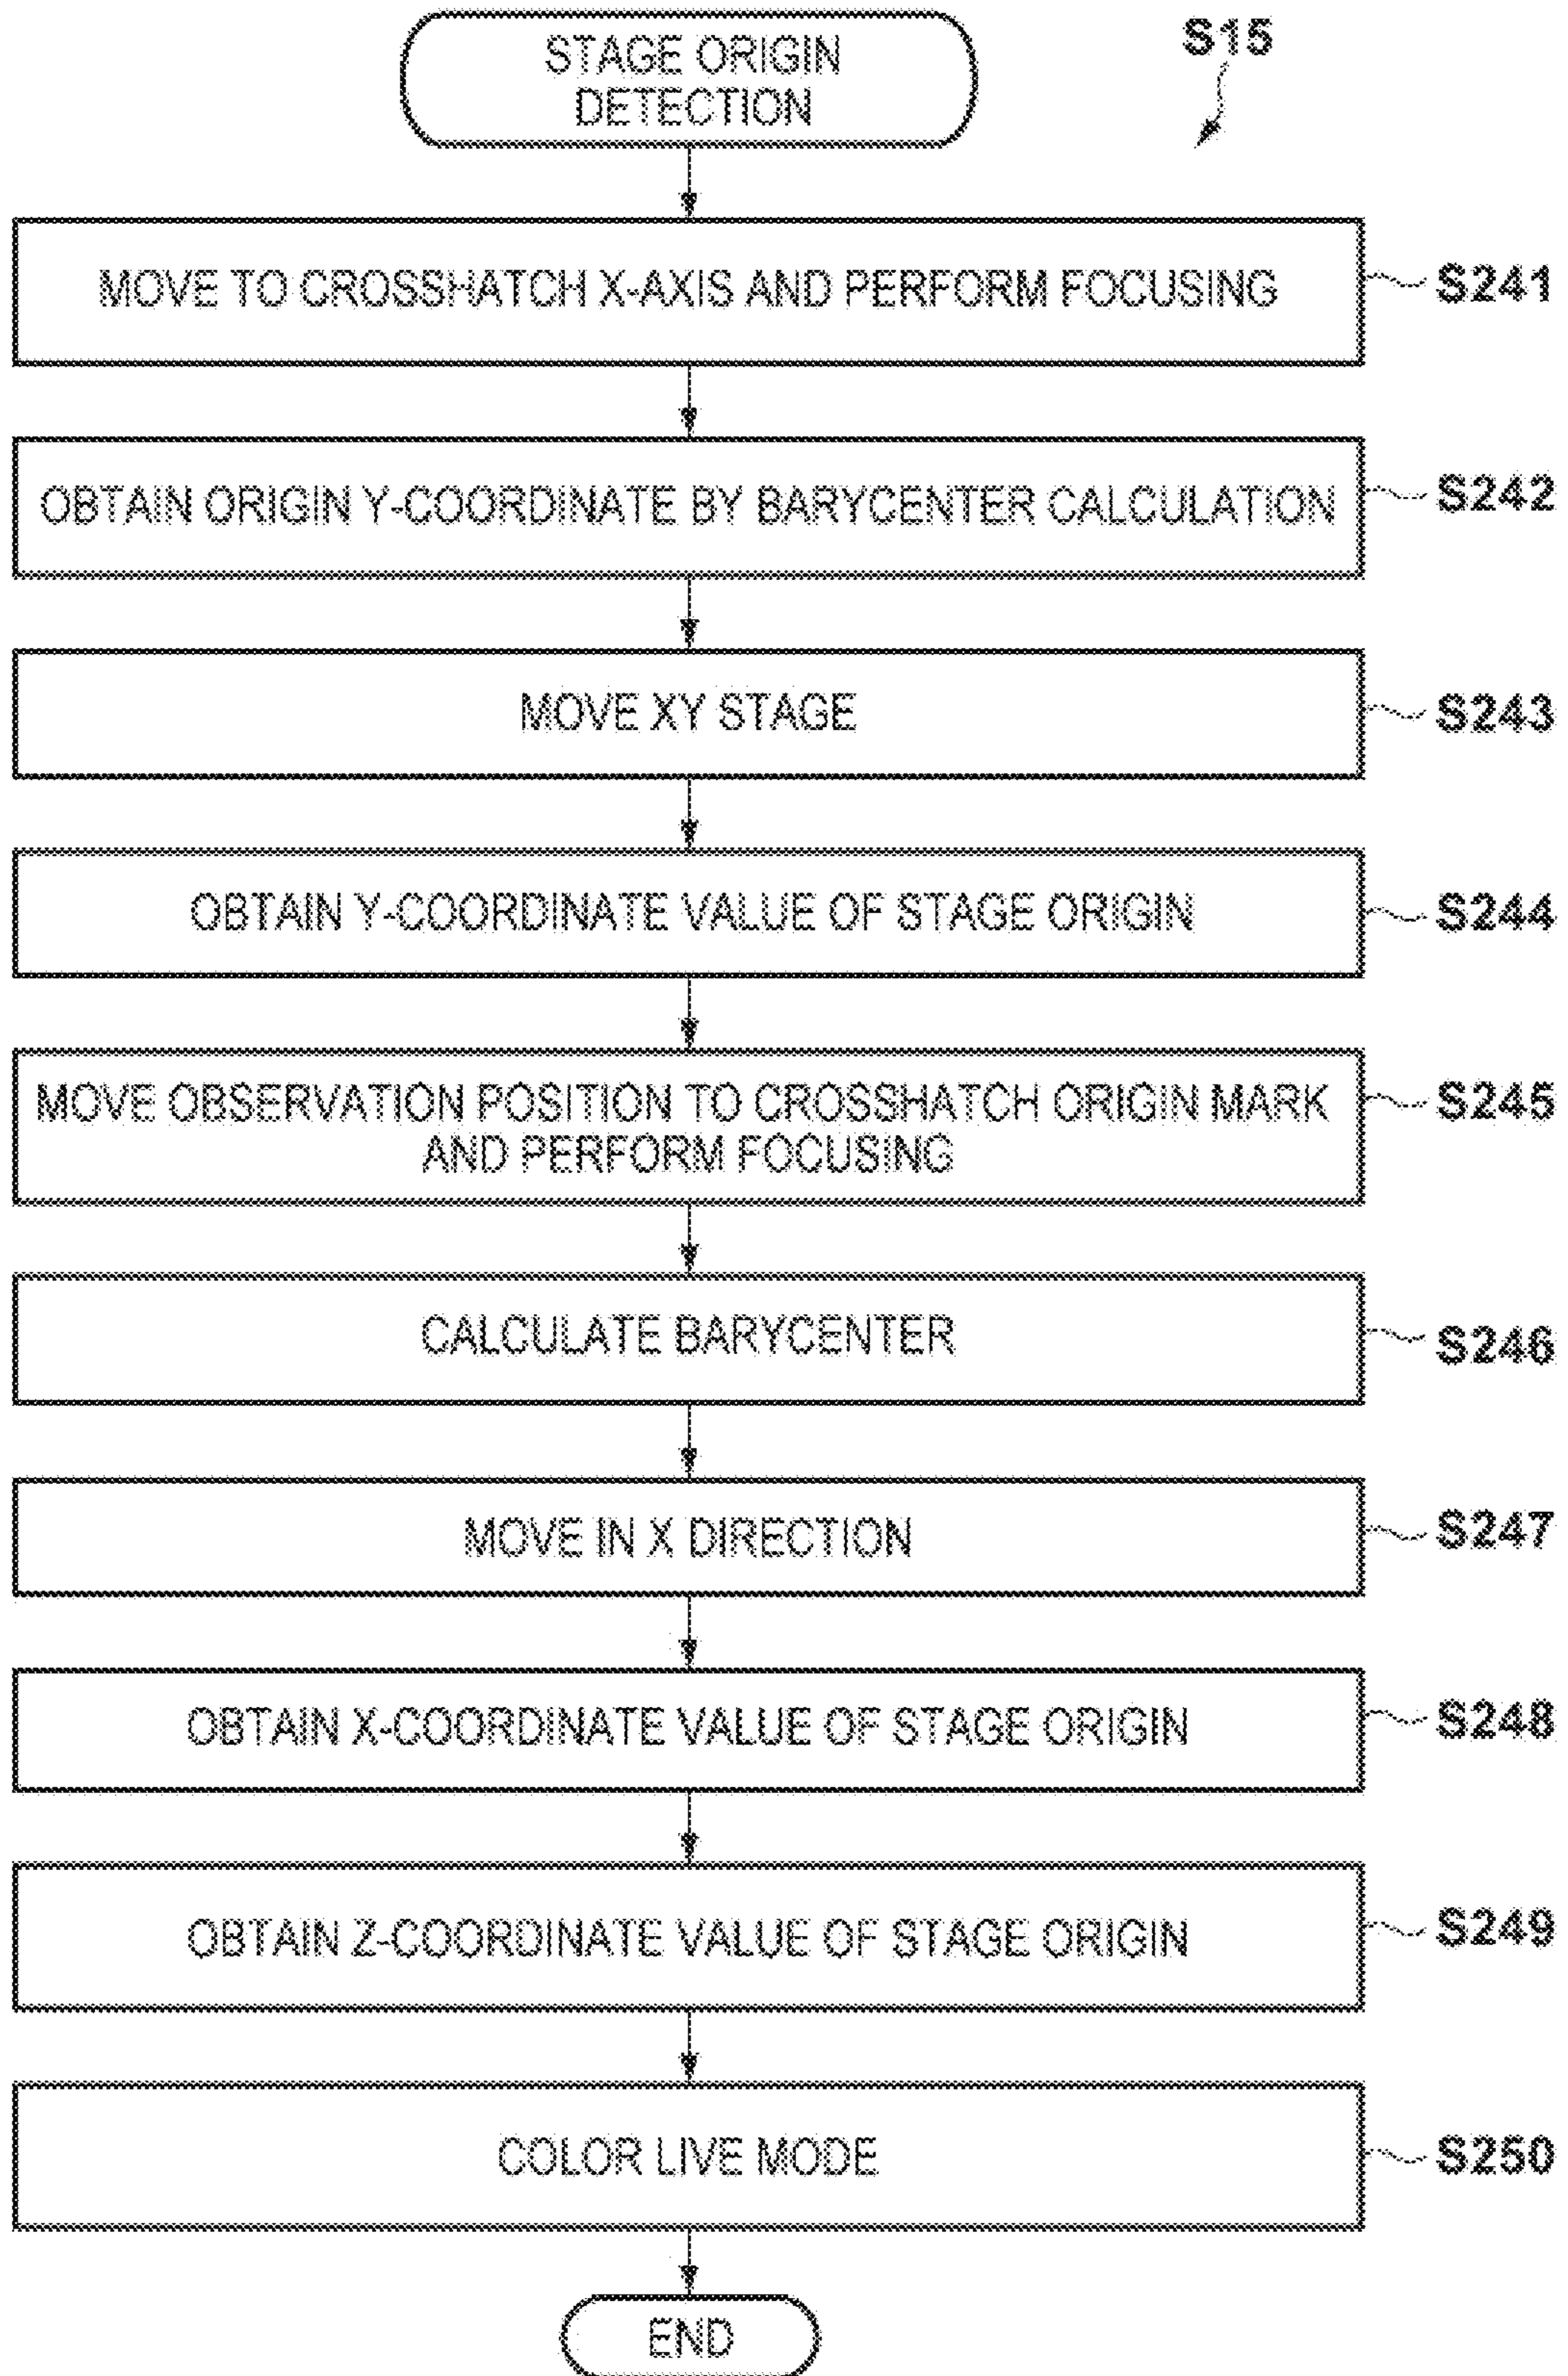 STAGE ORIGIN
DETECTION
S15
MOVE TO CROSSHATCH X-AXIS AND PERFORM FOCUSING
S241
OBTAIN ORIGIN Y-COORDINATE BY BARYCENTER CALCULATION
S242
MOVE XY STAGE
S243
OBTAIN Y-COORDINATE VALUE OF STAGE ORIGIN
S244
MOVE OBSERVATION POSITION TO CROSSHATCH ORIGIN MARK
AND PERFORM FOCUSING
S245
CALCULATE BARYCENTER
S246
MOVE IN X DIRECTION
S247
OBTAIN X-COORDINATE VALUE OF STAGE ORIGIN
S248
OBTAIN Z-COORDINATE VALUE OF STAGE ORIGIN
S249
COLOR LIVE MODE
S250
END